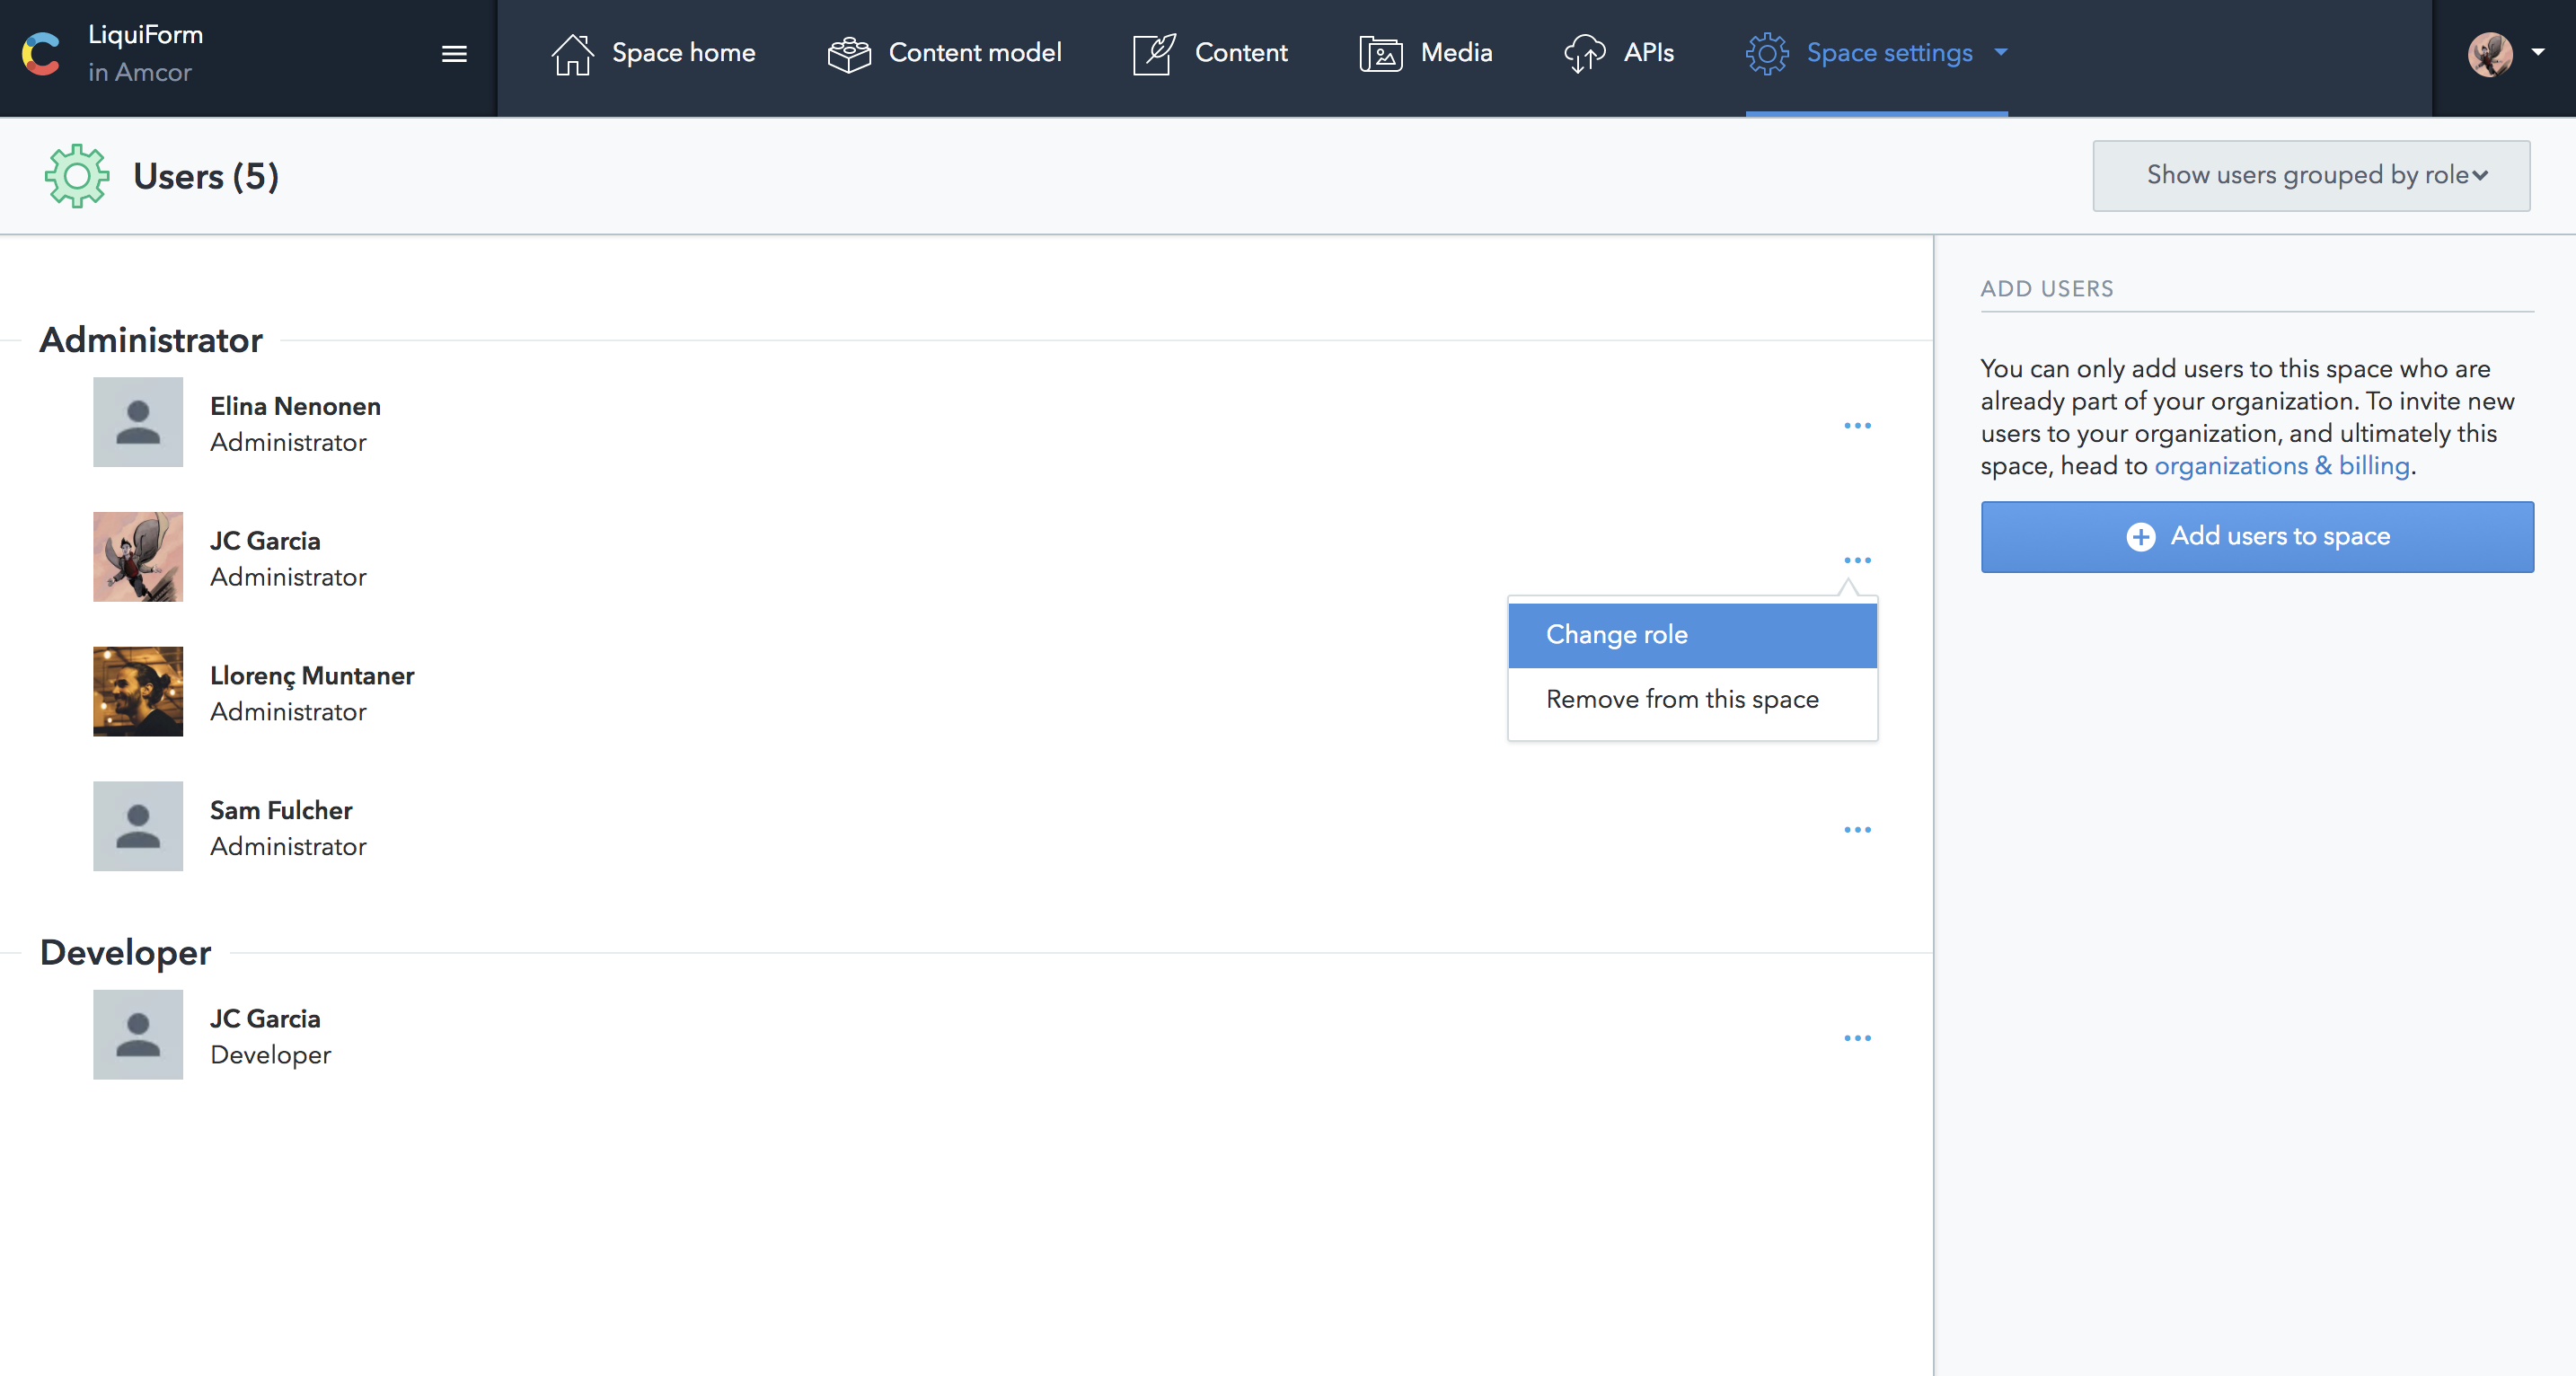 LiquiForm
in Amcor
Space home
Content model
Content
Media
APIs
Space settings
Users (5)
Show users grouped by role
Administrator
Elina Nenonen
Administrator
JC Garcia
Administrator
Change role
Remove from this space
Llorenç Muntaner
Administrator
Sam Fulcher
Administrator
Developer
JC Garcia
Developer
ADD USERS
You can only add users to this space who are
already part of your organization. To invite new
users to your organization, and ultimately this
space, head to organizations & billing.
Add users to space